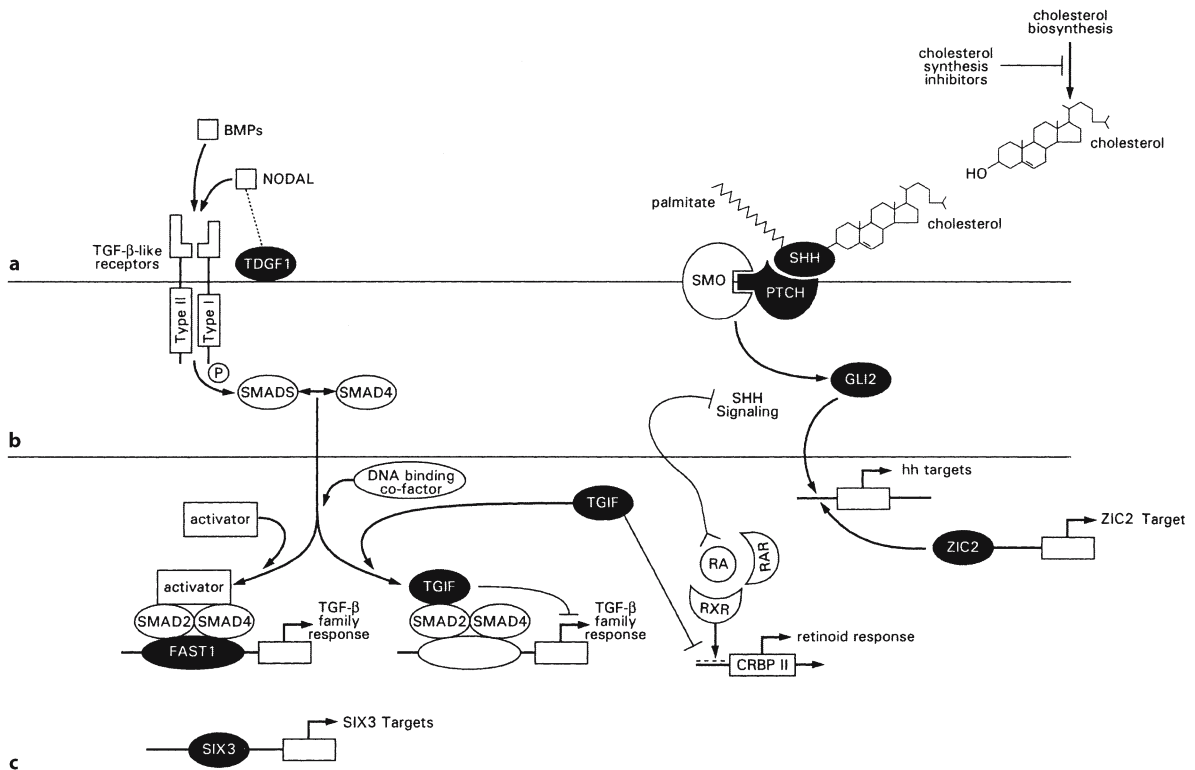 cholesterol
biosynthesis
cholesterol
synthesis
inhibitors
cholesterol
HO
BMPs
NODAL
palmitate
cholesterol
TGF-β-like
receptors
TDGF1
SHH
a
SMO
PTCH
Type II
Type I
P
SMADS
SMAD4
GLI2
SHH
Signaling
b
DNA binding
co-factor
hh targets
activator
TGIF
ZIC2
ZIC2 Target
RA
RAR
activator
TGIF
RXR
SMAD2
SMAD4
TGF-β
family
response
SMAD2
SMAD4
TGF-β
family
response
FAST1
retinoid response
CRBP II
SIX3 Targets
SIX3
c